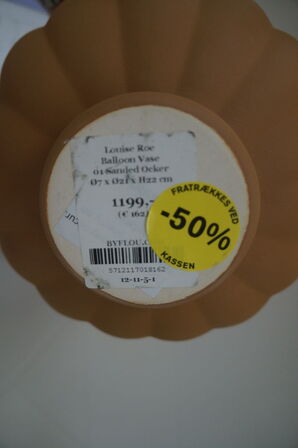 Louise Roe
Balloon Vase
01 Sanded Ocker
Ø7 x Ø21 x H22 cm
1199,-
(€ 162)
BYFLOU.C
5712117018162
12-11-5-1
FRATRÆKKES VED
-50%
KASSEN